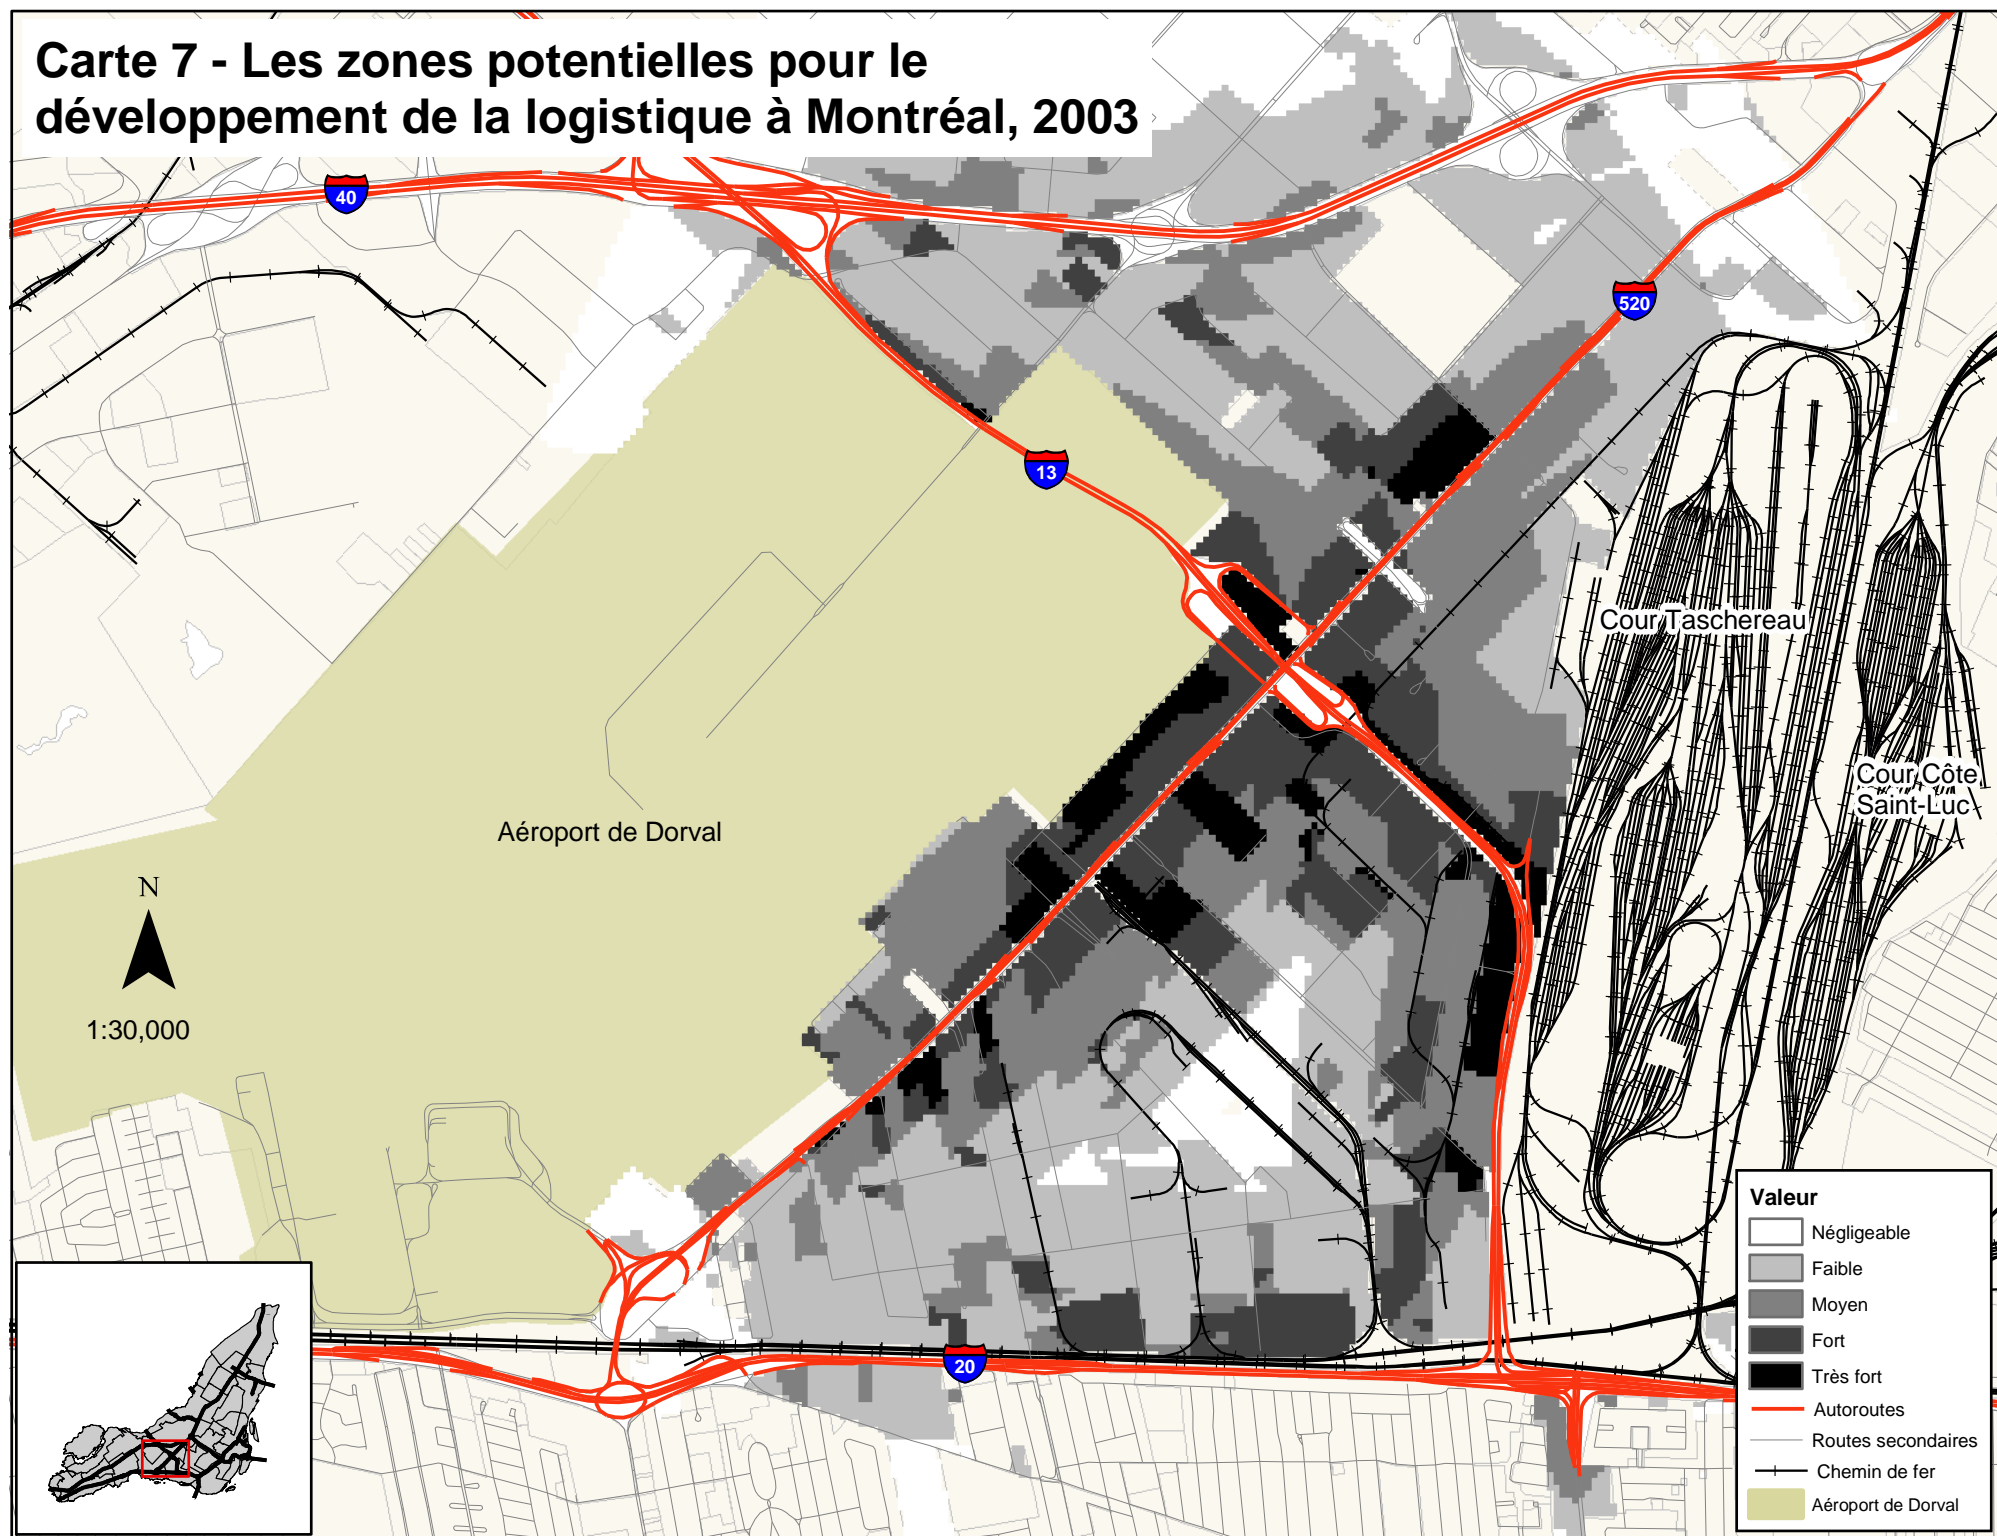 Carte 7 - Les zones potentielles pour le
développement de la logistique à Montréal, 2003
40
520
13
Cour Taschereau
Cour Côte
Saint-Luc
Aéroport de Dorval
N
1:30,000
20
Valeur
Négligeable
Faible
Moyen
Fort
Très fort
Autoroutes
Routes secondaires
Chemin de fer
Aéroport de Dorval